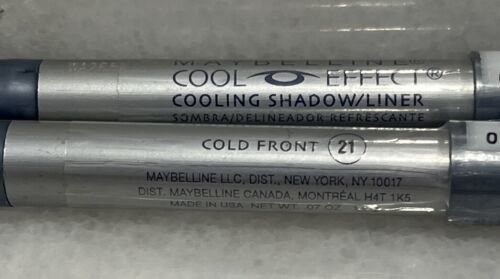 MAYBELLINE®
COOL EFFECT®
COOLING SHADOW/LINER
SOMBRA/DELINEADOR REFRESCANTE
COLD FRONT 21
MAYBELLINE LLC, DIST., NEW YORK, NY 10017
DIST. MAYBELLINE CANADA, MONTRÉAL H4T 1K5
MADE IN USA NET WT. .07 OZ.
0